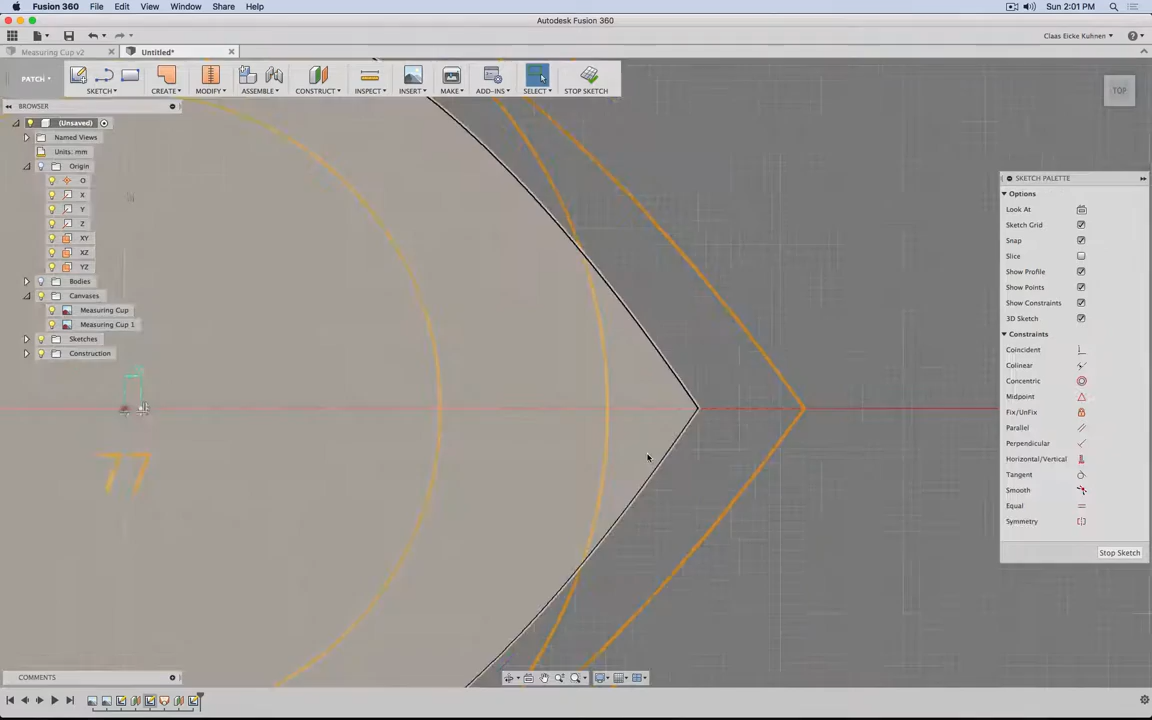 Fusion 360 File Edit View Window Share Help Sun 2:01 PM
Autodesk Fusion 360
Claas Eicke Kuhnen
Measuring Cup v2 Untitled*
PATCH SKETCH CREATE MODIFY ASSEMBLE CONSTRUCT INSPECT INSERT MAKE ADD-INS SELECT STOP SKETCH
TOP
BROWSER
(Unsaved)
Named Views
Units: mm
Origin
O
X
Y
Z
XY
XZ
YZ
Bodies
Canvases
Measuring Cup
Measuring Cup 1
Sketches
Construction
77
SKETCH PALETTE
Options
Look At
Sketch Grid
Snap
Slice
Show Profile
Show Points
Show Constraints
3D Sketch
Constraints
Coincident
Colinear
Concentric
Midpoint
Fix/UnFix
Parallel
Perpendicular
Horizontal/Vertical
Tangent
Smooth
Equal
Symmetry
Stop Sketch
COMMENTS